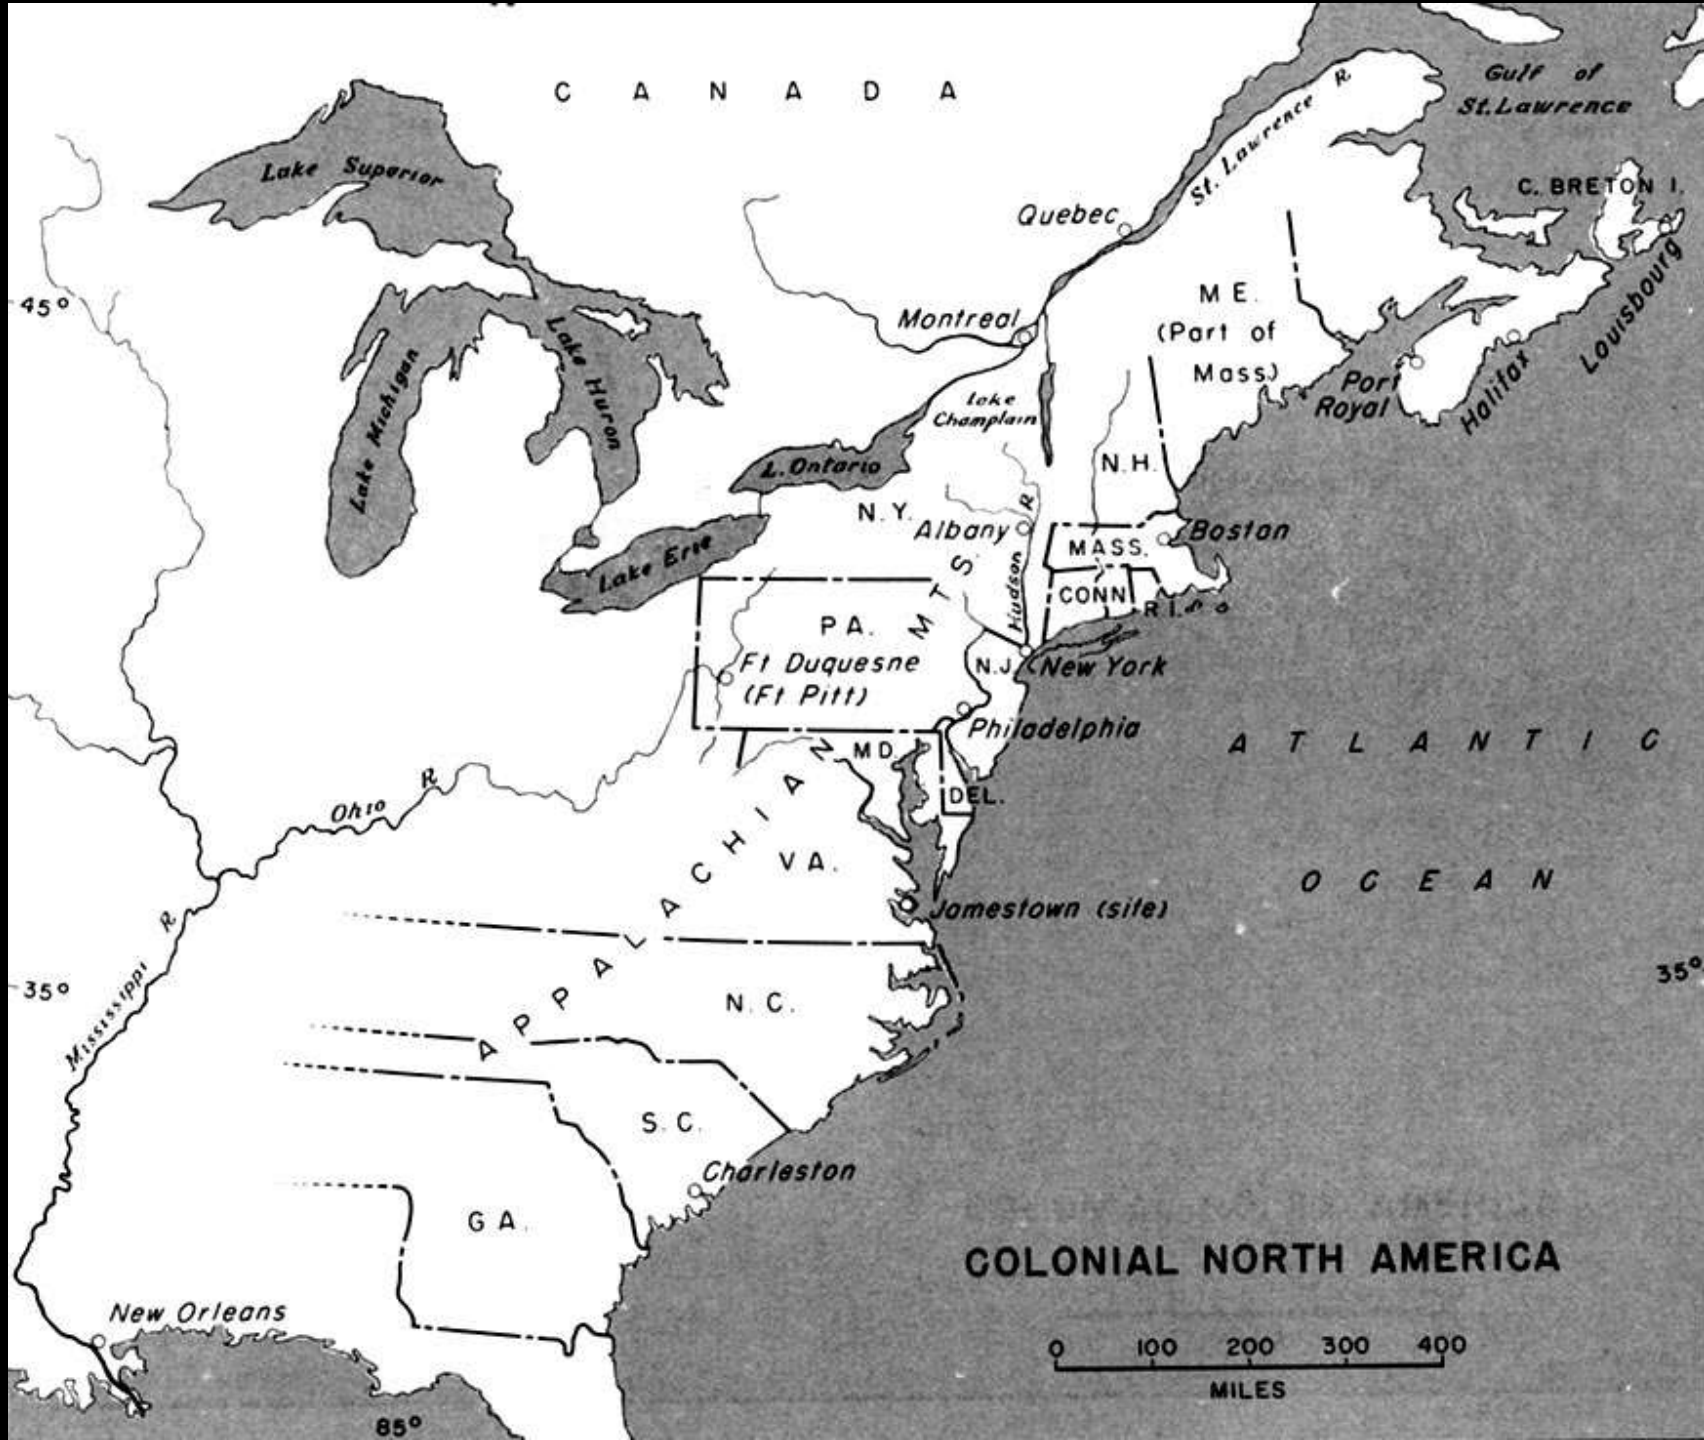 CANADA
Gulf of
St. Lawrence
St. Lawrence R
Lake Superior
C. BRETON I.
Quebec
Louisbourg
45°
ME.
(Part of
Mass.)
Montreal
Lake Huron
Lake Michigan
Port
Royal
Halifax
Lake
Champlain
L. Ontario
N.H.
N.Y.
Albany
Hudson R
Boston
MASS.
Lake Erie
CONN
R I.
PA.
Ft Duquesne
(Ft Pitt)
N.J.
New York
Philadelphia
MD.
DEL.
ATLANTIC
OCEAN
Ohio R
APPALACHIAN MTS.
VA.
Jamestown (site)
Mississippi R
35°
35°
N.C.
S.C.
Charleston
GA.
COLONIAL NORTH AMERICA
New Orleans
0 100 200 300 400
MILES
85°